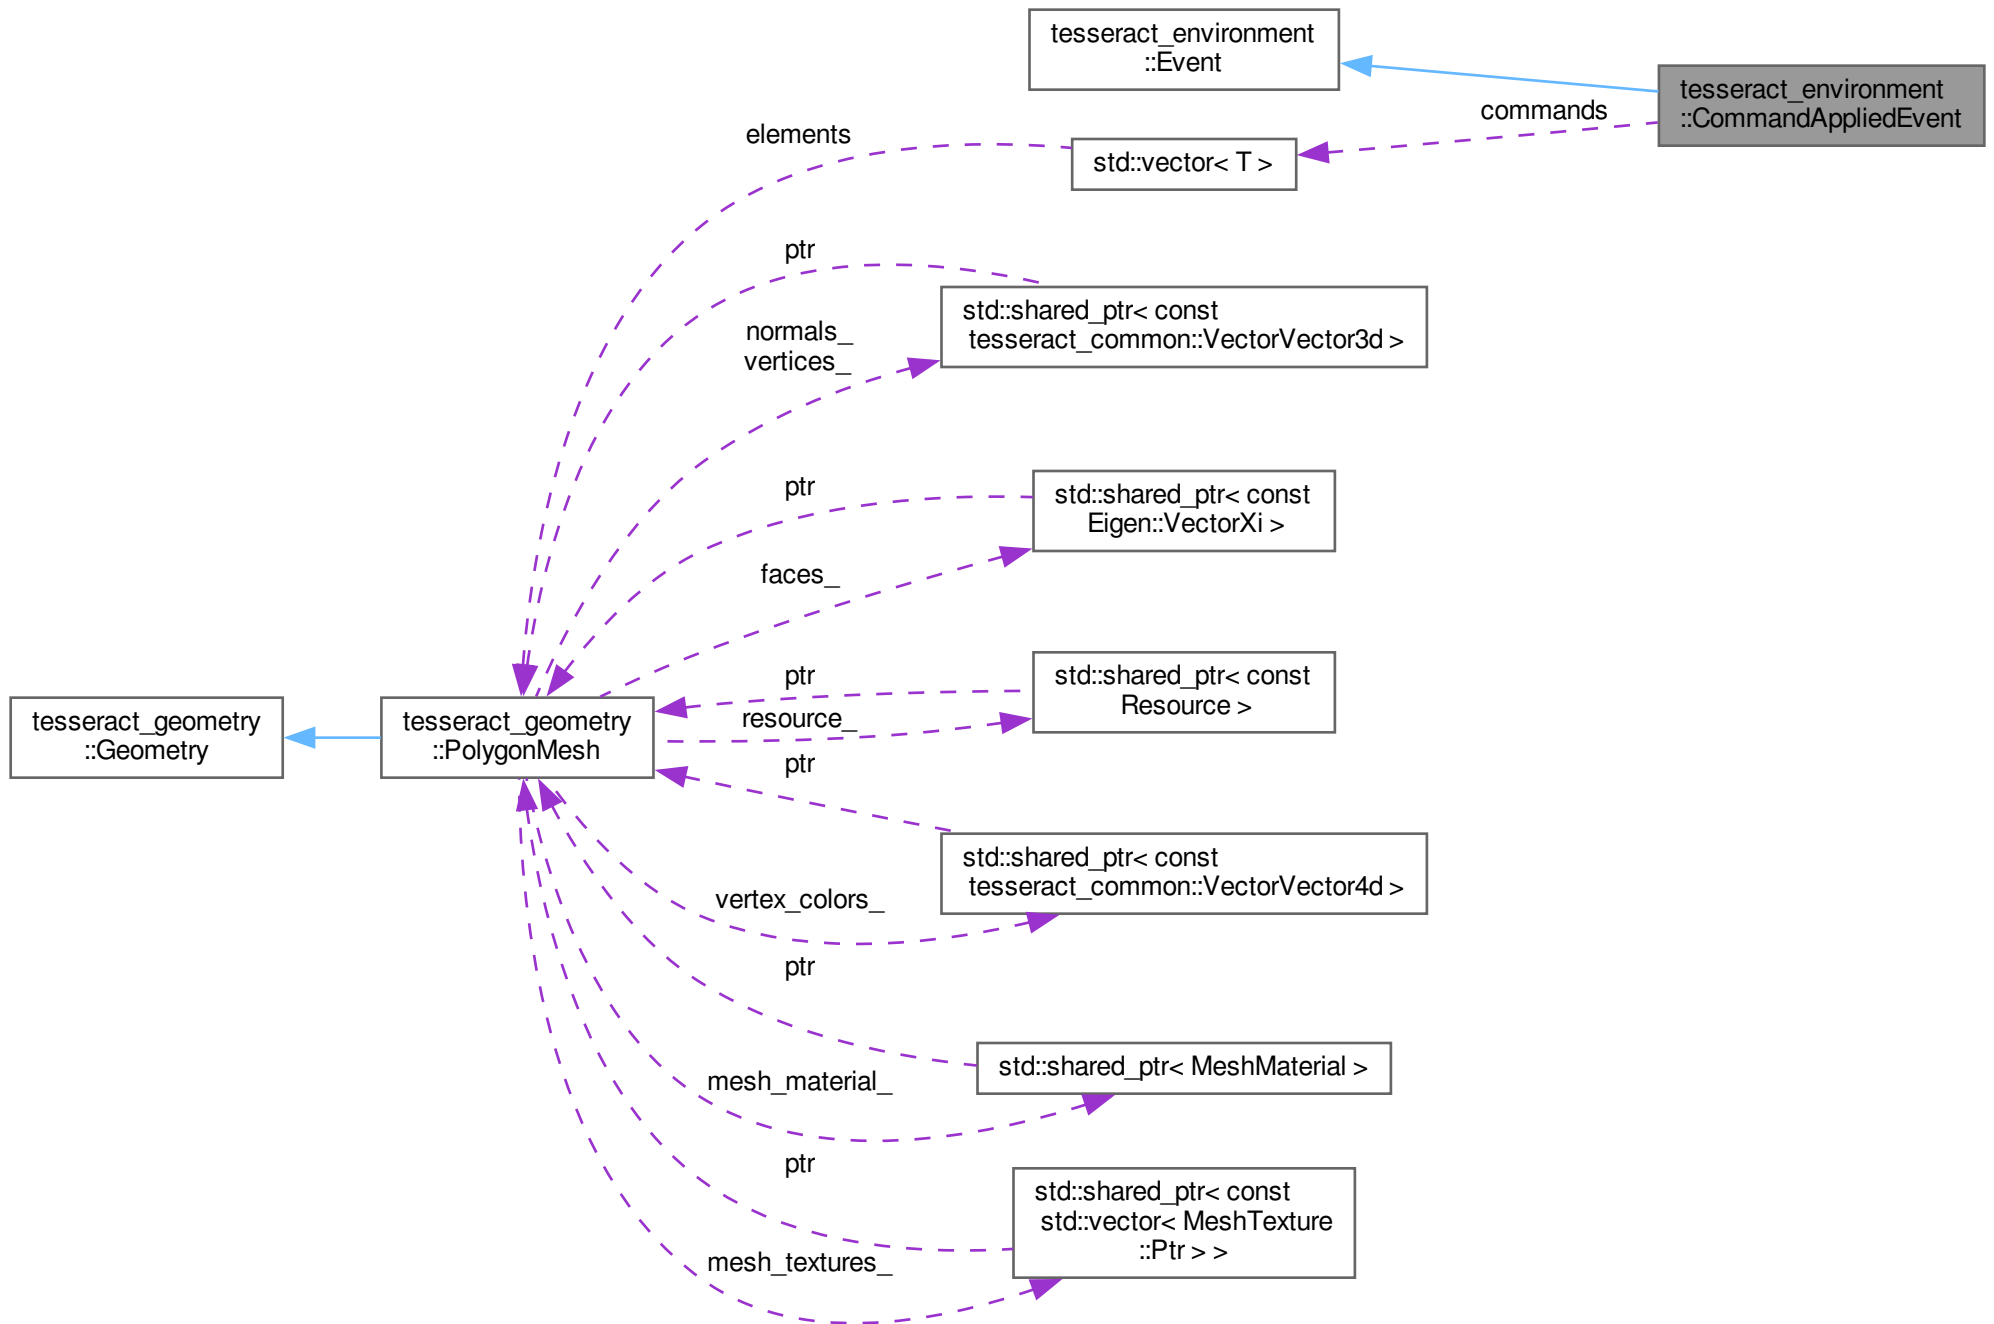 tesseract_environment
::Event
tesseract_environment
::CommandAppliedEvent
commands
elements
std::vector< T >
ptr
std::shared_ptr< const
tesseract_common::VectorVector3d >
normals_
vertices_
ptr
std::shared_ptr< const
Eigen::VectorXi >
faces_
ptr
std::shared_ptr< const
Resource >
resource_
tesseract_geometry
::Geometry
tesseract_geometry
::PolygonMesh
ptr
std::shared_ptr< const
tesseract_common::VectorVector4d >
vertex_colors_
ptr
std::shared_ptr< MeshMaterial >
mesh_material_
ptr
std::shared_ptr< const
std::vector< MeshTexture
::Ptr > >
mesh_textures_